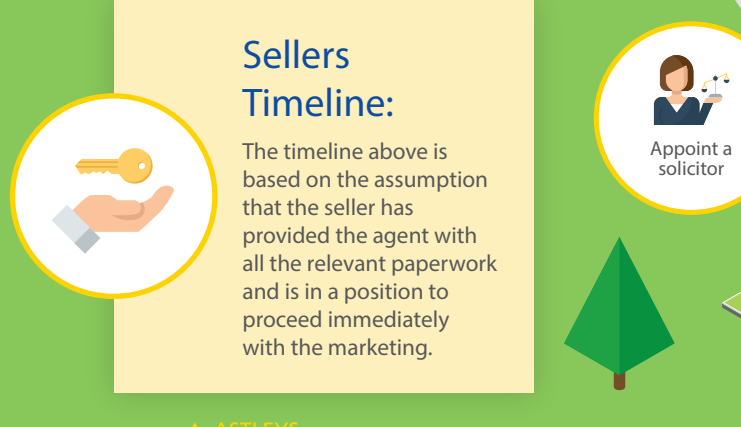 Sellers
Timeline:
The timeline above is
based on the assumption
that the seller has
provided the agent with
all the relevant paperwork
and is in a position to
proceed immediately
with the marketing.
Appoint a
solicitor
ASTLEYS